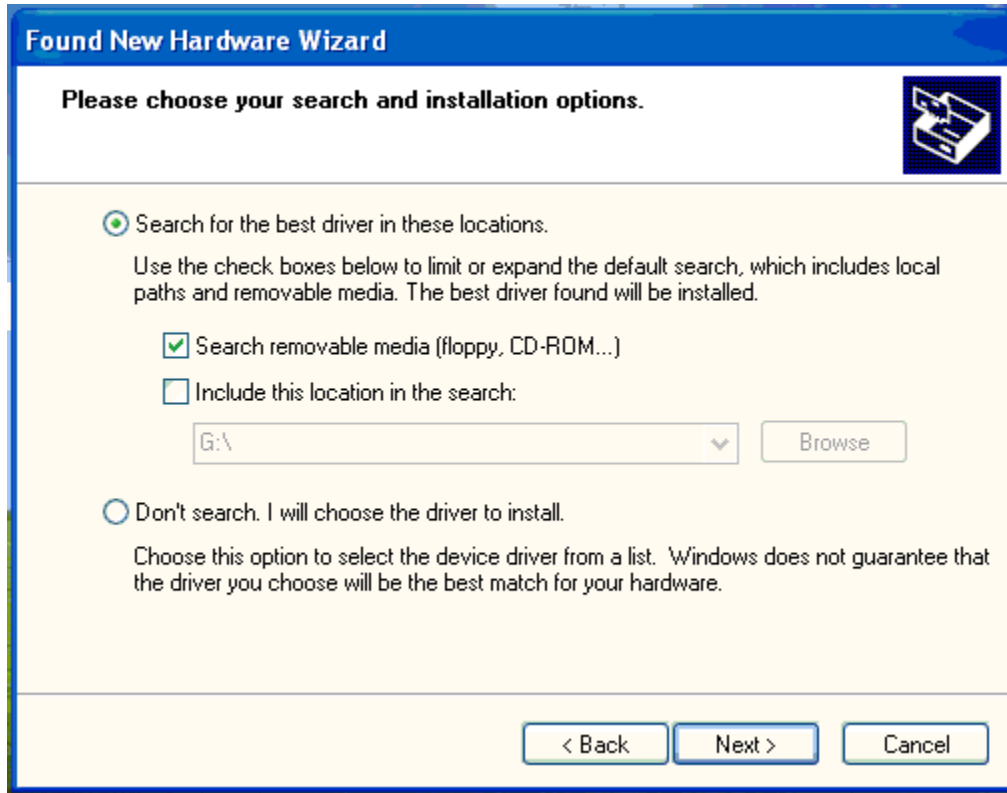 Found New Hardware Wizard
Please choose your search and installation options.
Search for the best driver in these locations.
Use the check boxes below to limit or expand the default search, which includes local
paths and removable media. The best driver found will be installed.
Search removable media (floppy, CD-ROM...)
Include this location in the search:
G:\
Browse
Don't search. I will choose the driver to install.
Choose this option to select the device driver from a list.  Windows does not guarantee that
the driver you choose will be the best match for your hardware.
< Back
Next >
Cancel